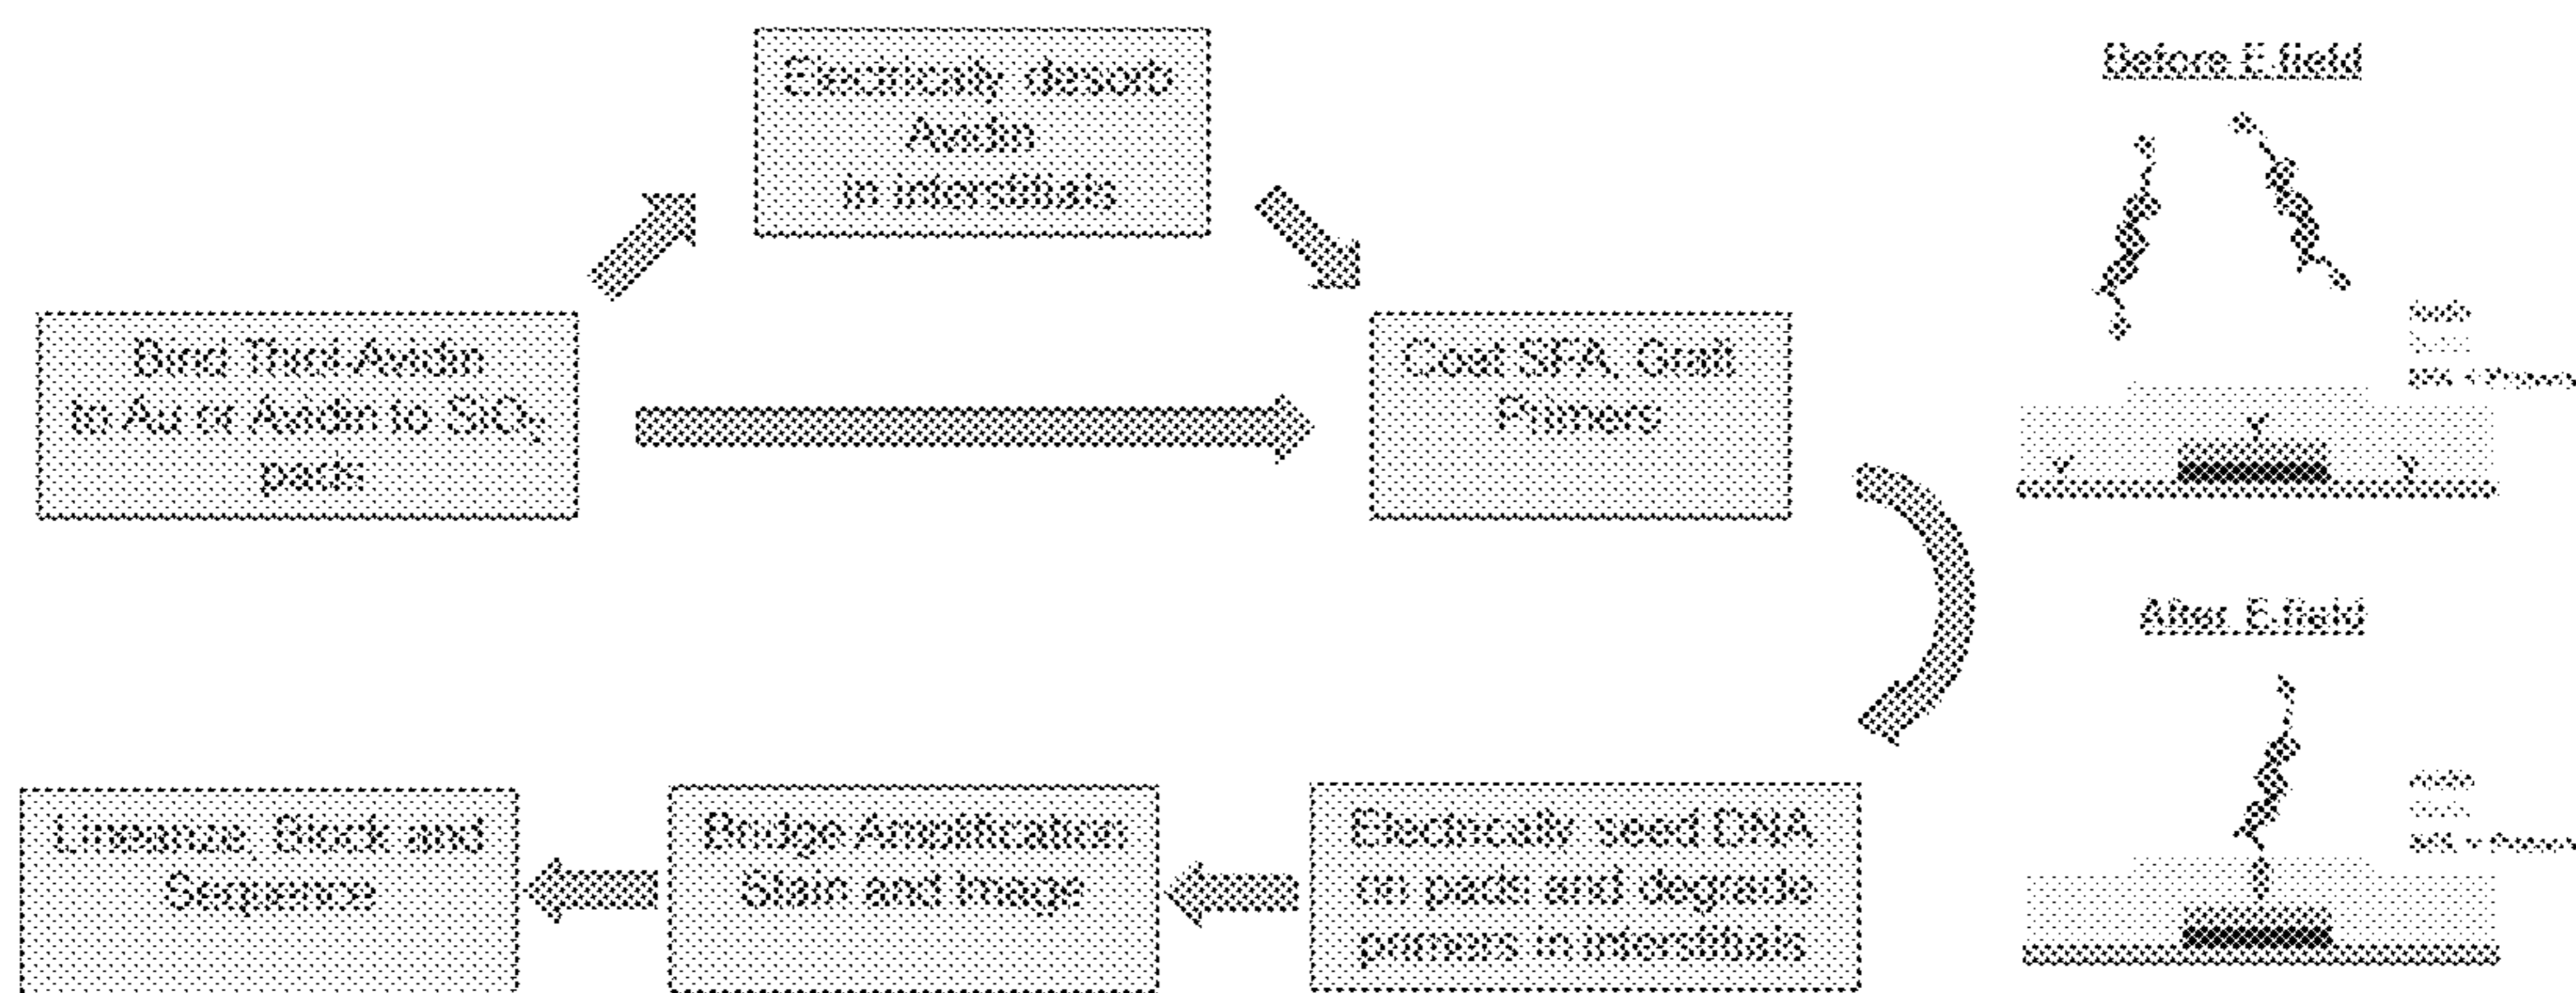 Electrically desorb
Avidin
in interstitials
Before E.field
Bind Thiol-Avidin
to Au or Avidin to SiO2
pads
Coat SFA, Graft
Primers
After E.field
Linearize, Block and
Sequence
Bridge Amplification
Stain and Image
Electrically seed DNA
on pads and degrade
primers in interstitials